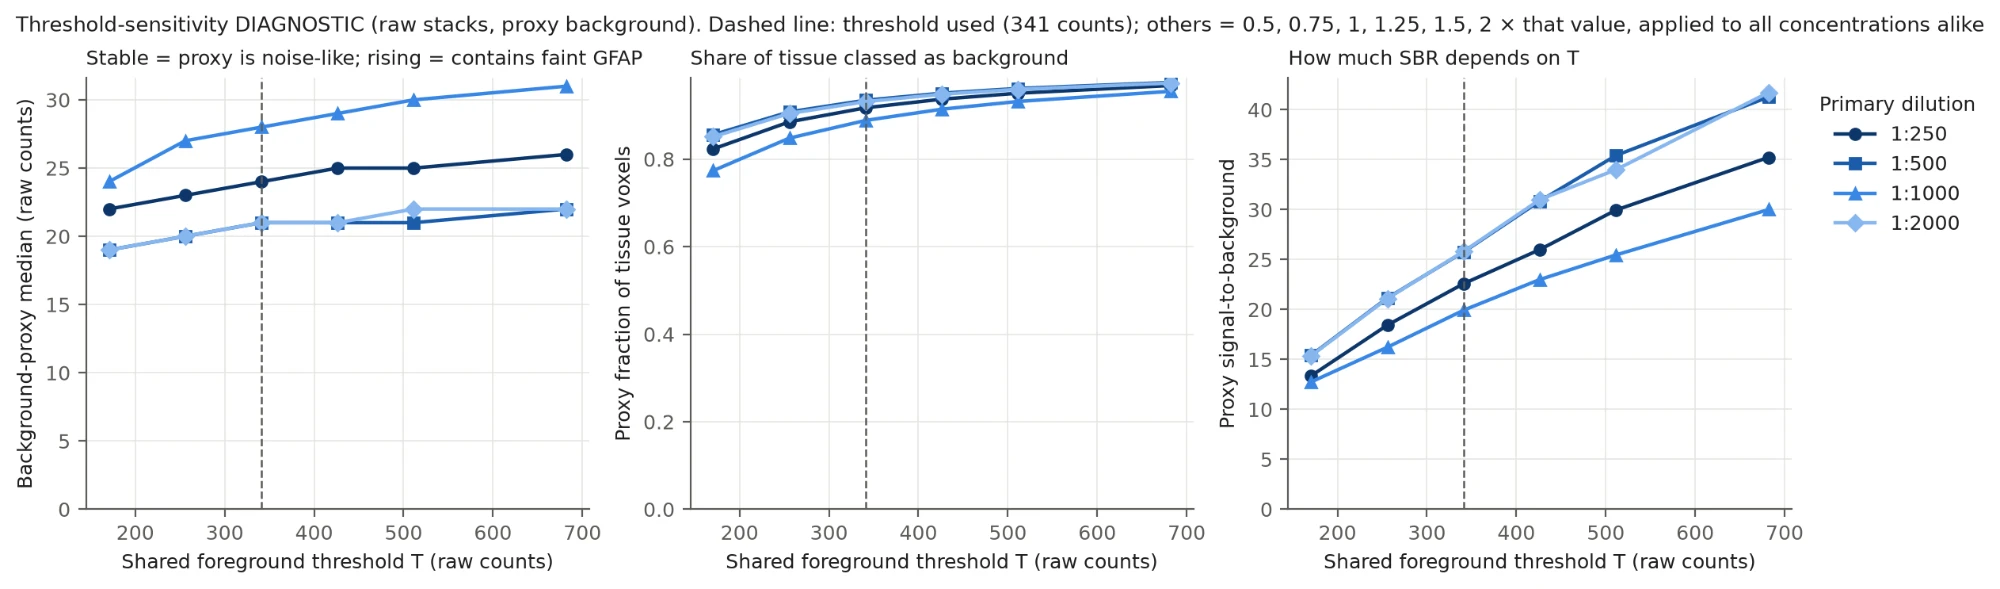 Threshold-sensitivity DIAGNOSTIC (raw stacks, proxy background). Dashed line: threshold used (341 counts); others = 0.5, 0.75, 1, 1.25, 1.5, 2 × that value, applied to all concentrations alike
Stable = proxy is noise-like; rising = contains faint GFAP
Background-proxy median (raw counts)
30
25
20
15
10
5
0
200 300 400 500 600 700
Shared foreground threshold T (raw counts)
Share of tissue classed as background
Proxy fraction of tissue voxels
0.8
0.6
0.4
0.2
0.0
200 300 400 500 600 700
Shared foreground threshold T (raw counts)
How much SBR depends on T
Proxy signal-to-background
40
35
30
25
20
15
10
5
0
200 300 400 500 600 700
Shared foreground threshold T (raw counts)
Primary dilution
1:250
1:500
1:1000
1:2000